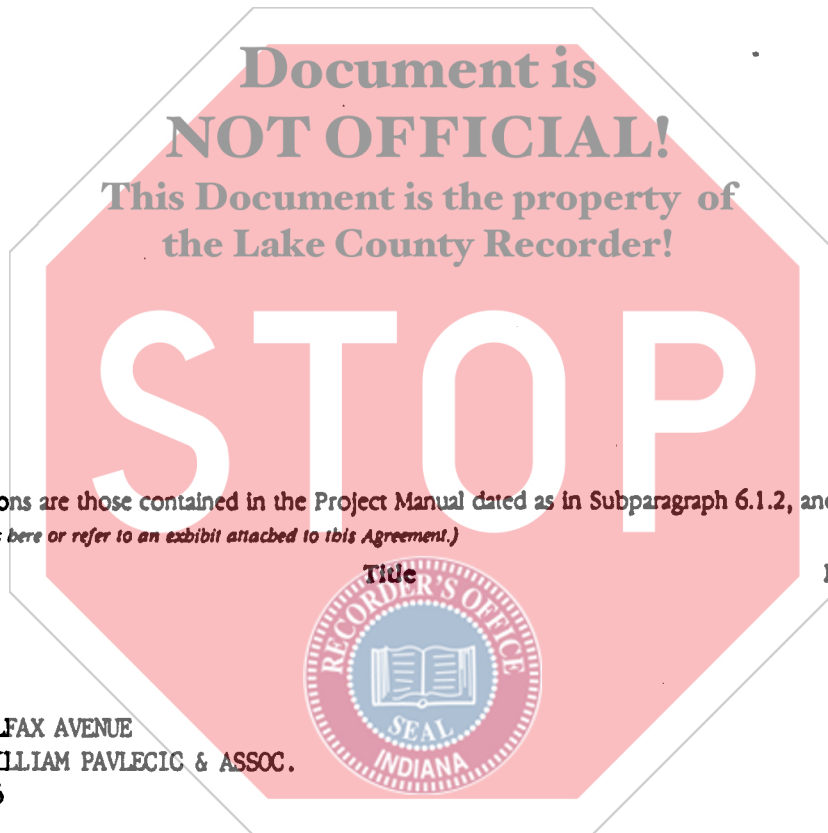 Document is
NOT OFFICIAL!
This Document is the property of
the Lake County Recorder!
STOP
ons are those contained in the Project Manual dated as in Subparagraph 6.1.2, and
here or refer to an exhibit attached to this Agreement.)
Title
RECORDER'S OFFICE
SEAL
INDIANA
LFAX AVENUE
LLIAM PAVLECIC & ASSOC.